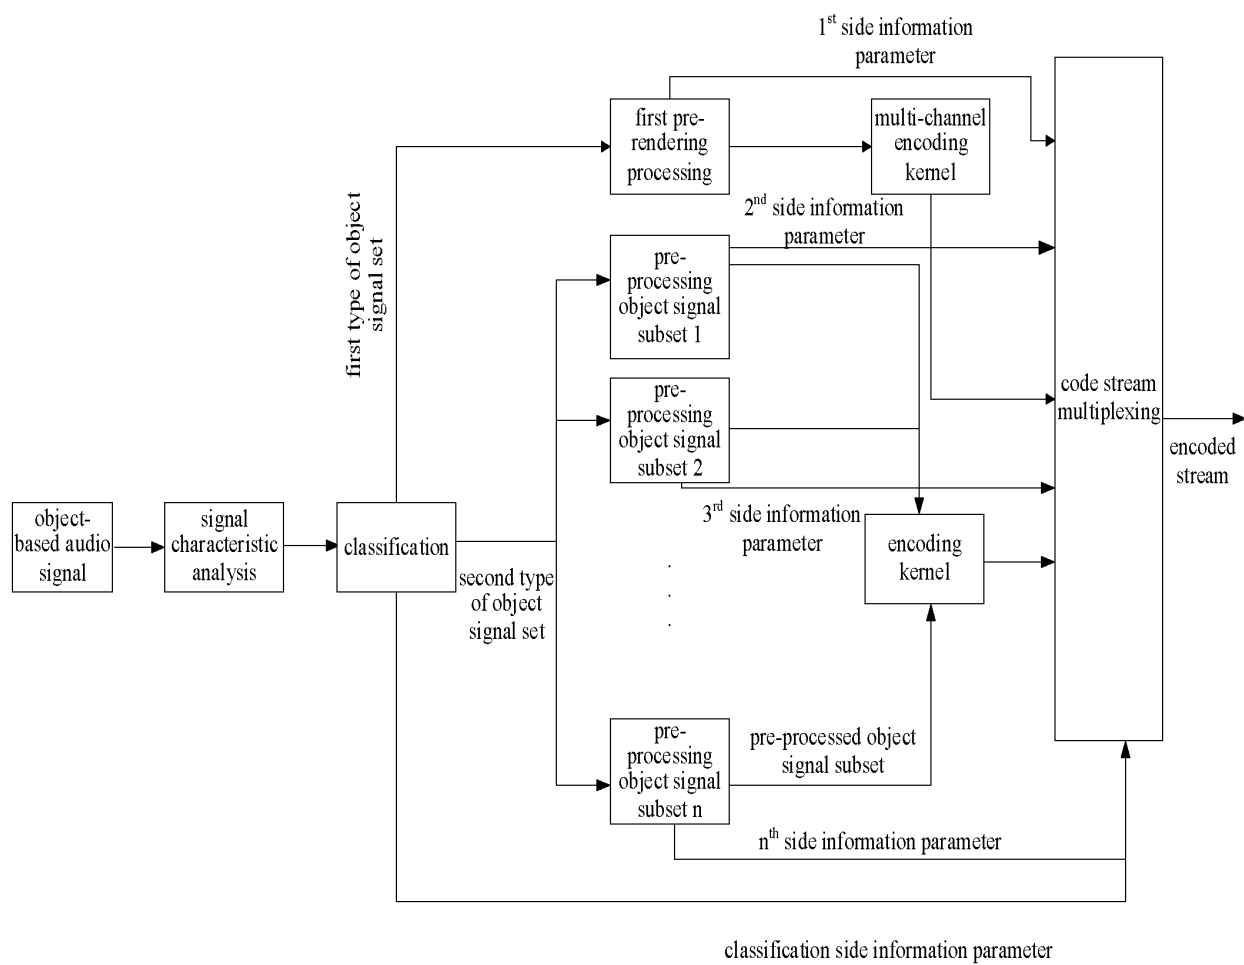 1st side information
parameter
first pre-
rendering
processing
multi-channel
encoding
kernel
first type of object
signal set
2nd side information
parameter
pre-
processing
object signal
subset 1
pre-
processing
object signal
subset 2
code stream
multiplexing
encoded
stream
object-
based audio
signal
signal
characteristic
analysis
classification
second type
of object
signal set
3rd side information
parameter
encoding
kernel
.
.
.
pre-
processing
object signal
subset n
pre-processed object
signal subset
nth side information parameter
classification side information parameter